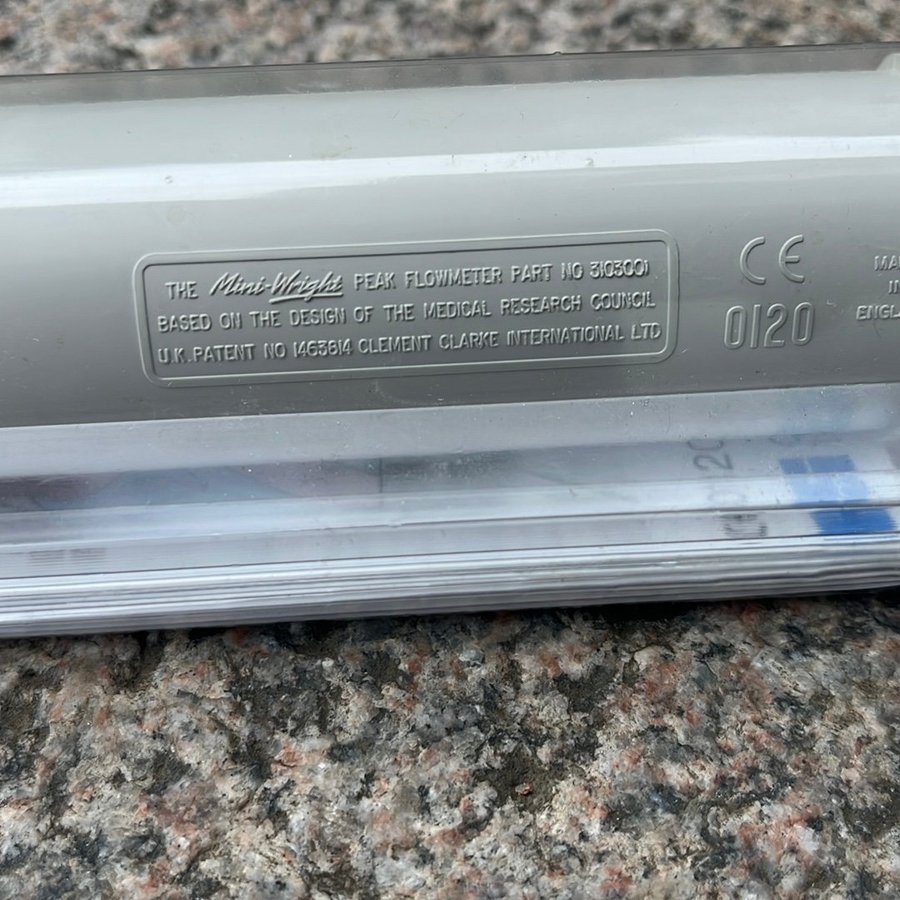 THE Mini-Wright PEAK FLOWMETER PART NO 3103001
BASED ON THE DESIGN OF THE MEDICAL RESEARCH COUNCIL
U.K. PATENT NO 1463814 CLEMENT CLARKE INTERNATIONAL LTD
CE
0120
IN